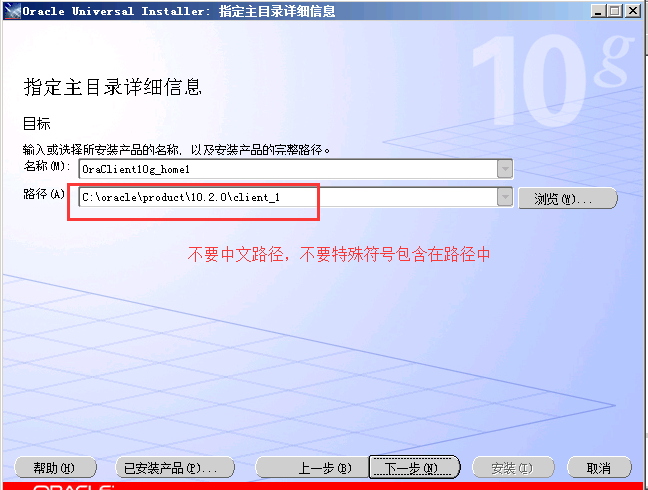 Oracle Universal Installer: 指定主目录详细信息
10g
指定主目录详细信息
目标
输入或选择所安装产品的名称, 以及安装产品的完整路径。
名称(M): OraClient10g_home1
路径(A) C:\oracle\product\10.2.0\client_1 浏览(W)...
不要中文路径，不要特殊符号包含在路径中
帮助(H) 已安装产品(P)... 上一步(B) 下一步(N) 安装(I) 取消
ORACLE